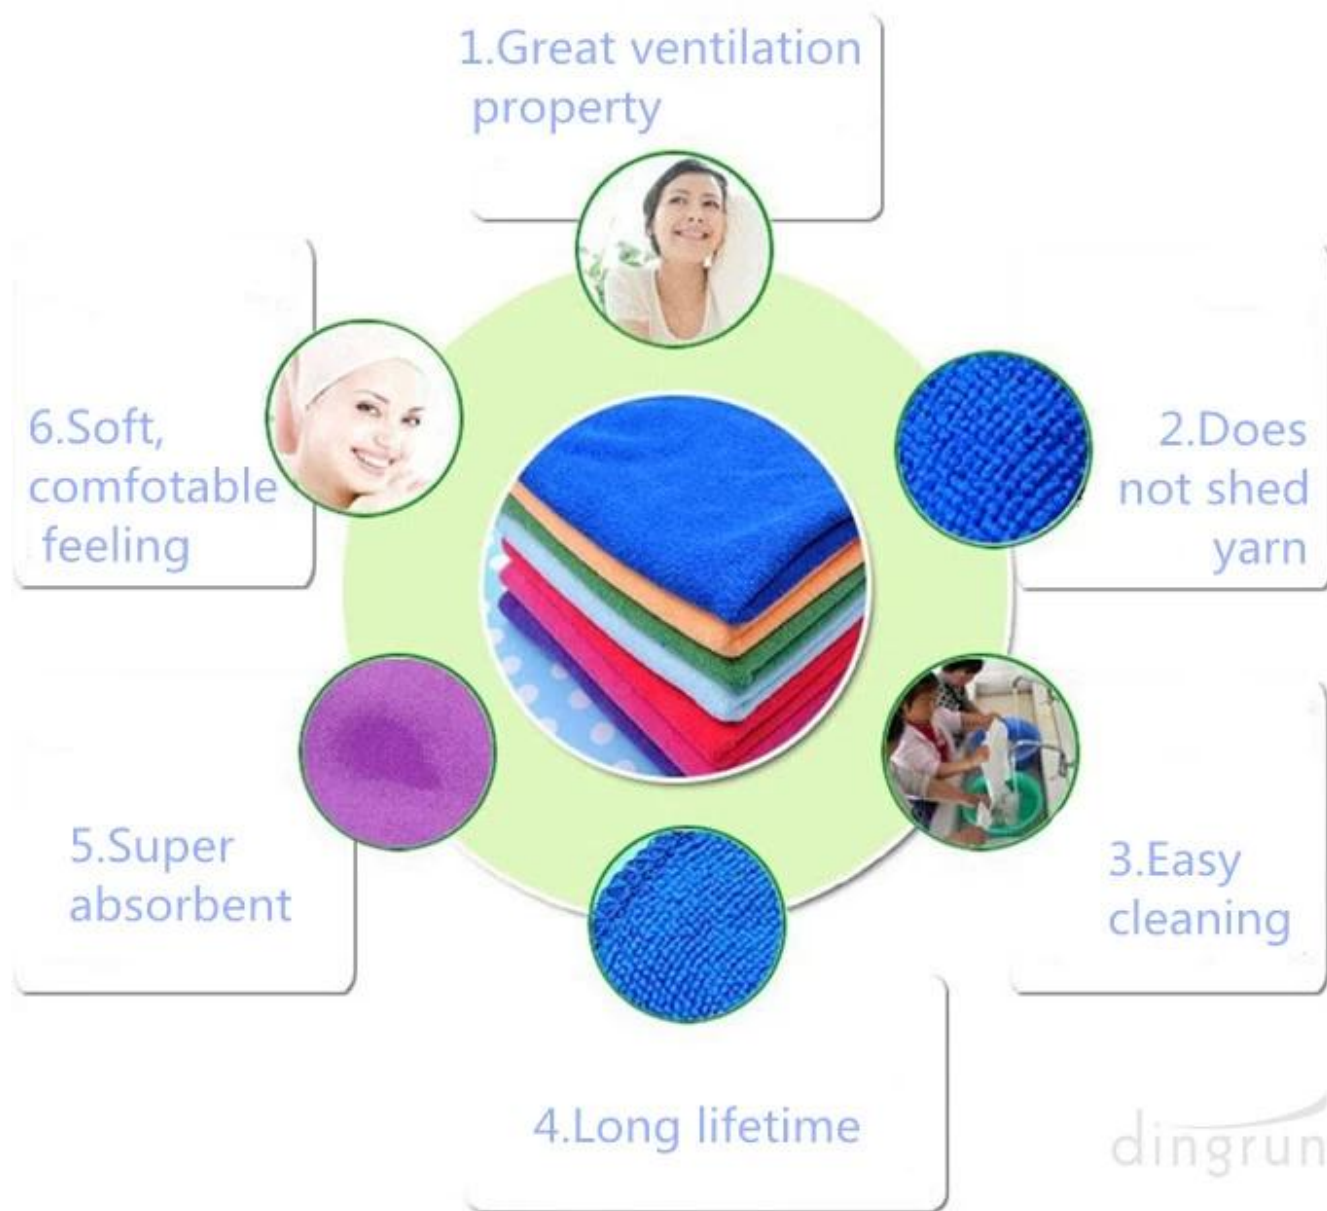 1.Great ventilation
property
2.Does
not shed
yarn
3.Easy
cleaning
4.Long lifetime
5.Super
absorbent
6.Soft,
comfotable
feeling
dingrun